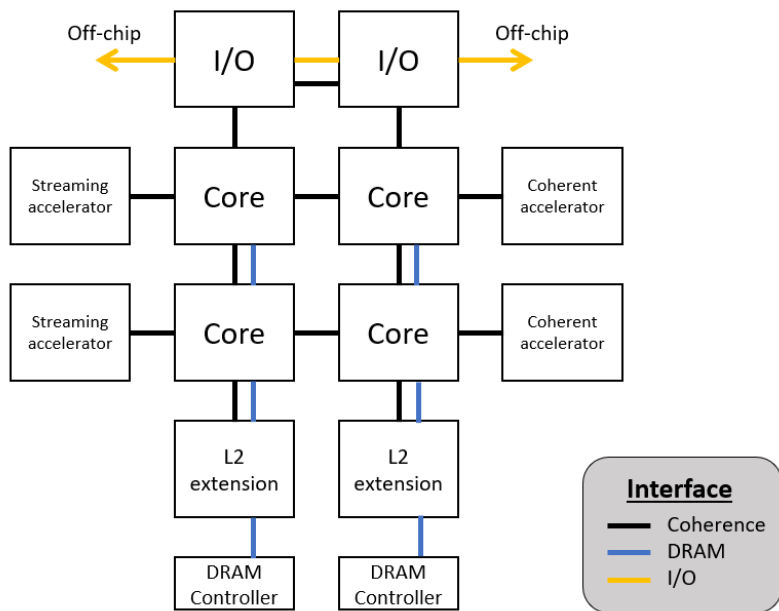 Off-chip
Off-chip
I/O
I/O
Streaming
accelerator
Core
Core
Coherent
accelerator
Streaming
accelerator
Core
Core
Coherent
accelerator
L2
extension
L2
extension
DRAM
Controller
DRAM
Controller
Interface
Coherence
DRAM
I/O